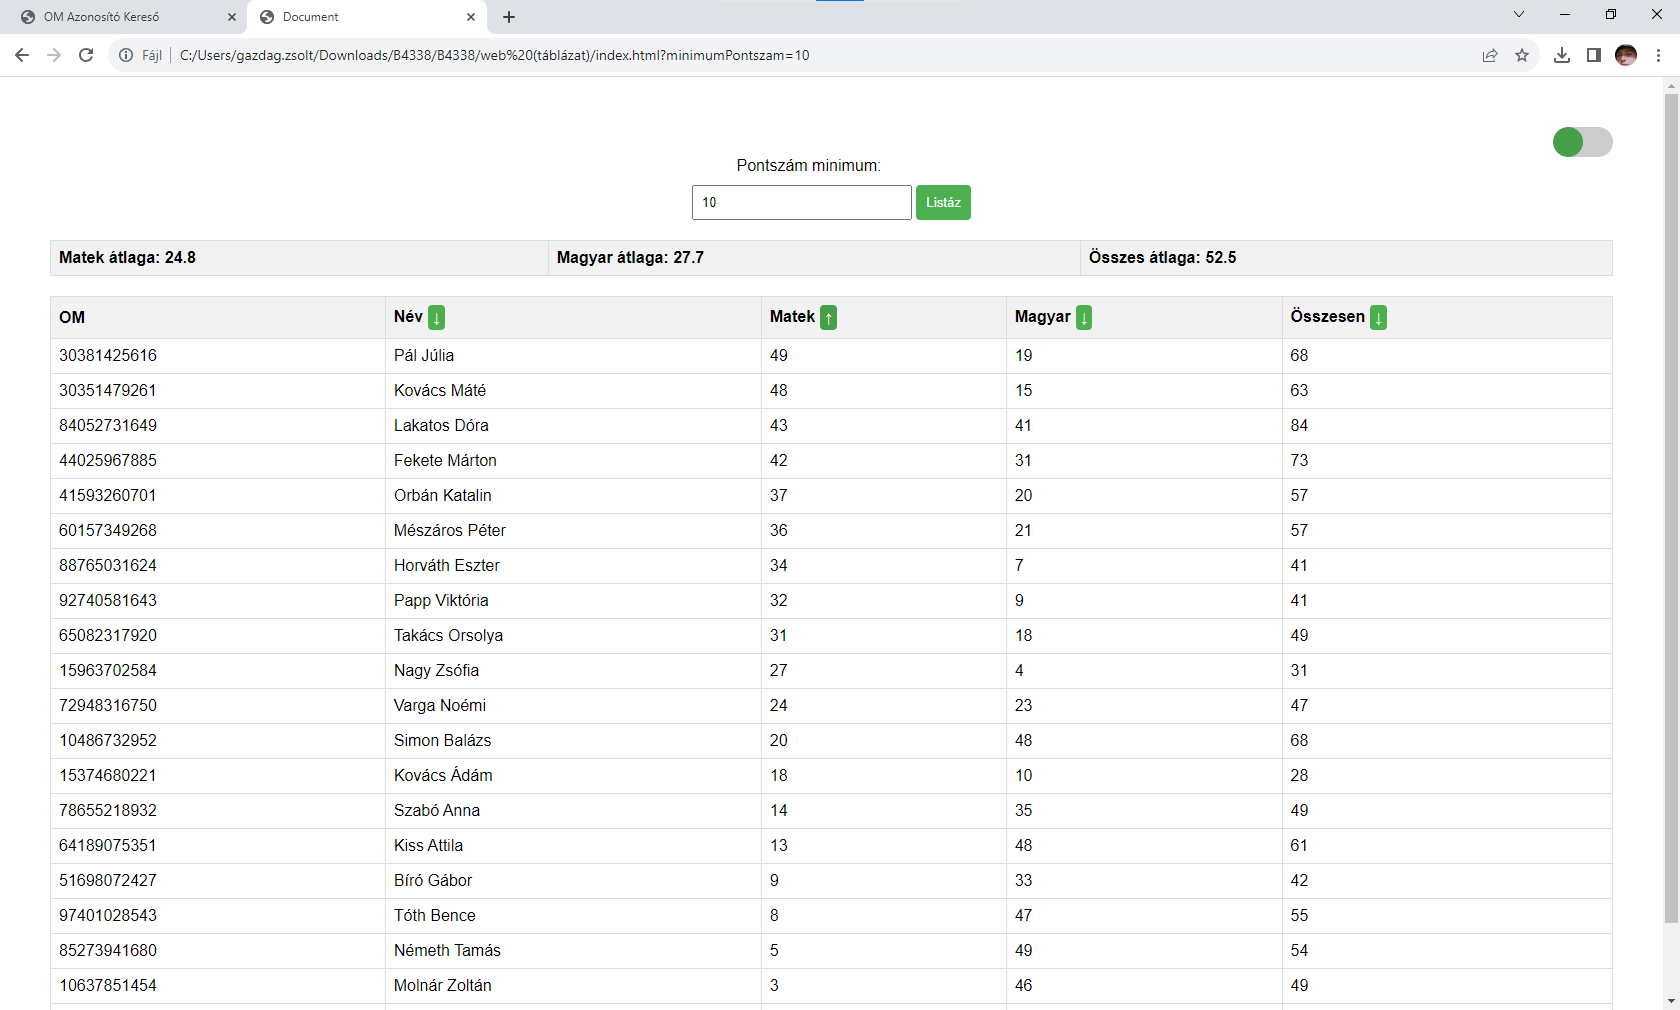 OM Azonosító Kereső
Document
Fájl C:/Users/gazdag.zsolt/Downloads/B4338/B4338/web%20(táblázat)/index.html?minimumPontszam=10
Pontszám minimum:
10 Listáz
Matek átlaga: 24.8 Magyar átlaga: 27.7 Összes átlaga: 52.5
OM Név ↓ Matek ↑ Magyar ↓ Összesen ↓
30381425616 Pál Júlia 49 19 68
30351479261 Kovács Máté 48 15 63
84052731649 Lakatos Dóra 43 41 84
44025967885 Fekete Márton 42 31 73
41593260701 Orbán Katalin 37 20 57
60157349268 Mészáros Péter 36 21 57
88765031624 Horváth Eszter 34 7 41
92740581643 Papp Viktória 32 9 41
65082317920 Takács Orsolya 31 18 49
15963702584 Nagy Zsófia 27 4 31
72948316750 Varga Noémi 24 23 47
10486732952 Simon Balázs 20 48 68
15374680221 Kovács Ádám 18 10 28
78655218932 Szabó Anna 14 35 49
64189075351 Kiss Attila 13 48 61
51698072427 Bíró Gábor 9 33 42
97401028543 Tóth Bence 8 47 55
85273941680 Németh Tamás 5 49 54
10637851454 Molnár Zoltán 3 46 49